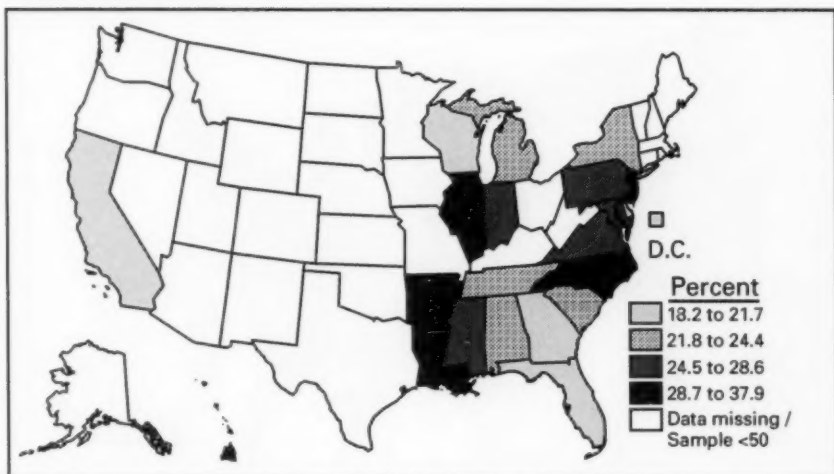 D.C.
Percent
18.2 to 21.7
21.8 to 24.4
24.5 to 28.6
28.7 to 37.9
Data missing /
Sample <50